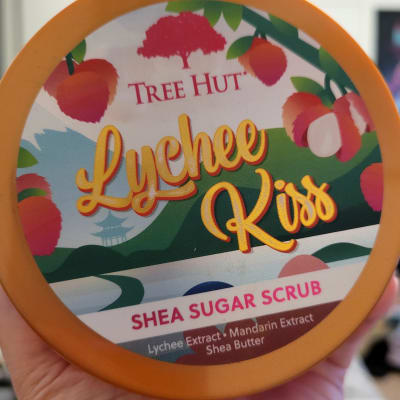 TREE HUT
Lychee
Kiss
SHEA SUGAR SCRUB
Lychee Extract • Mandarin Extract
Shea Butter